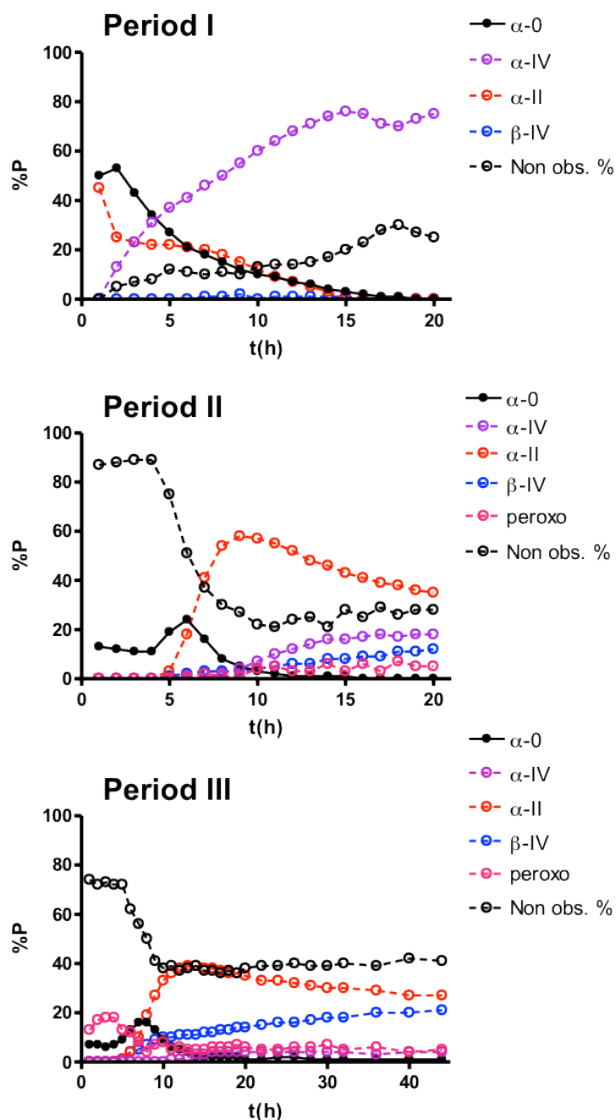 Period I
α-0
α-IV
α-II
β-IV
Non obs. %
%P
100
80
60
40
20
0
0 5 10 15 20
t(h)
Period II
α-0
α-IV
α-II
β-IV
peroxo
Non obs. %
%P
100
80
60
40
20
0
0 5 10 15 20
t(h)
Period III
α-0
α-IV
α-II
β-IV
peroxo
Non obs. %
%P
100
80
60
40
20
0
0 10 20 30 40
t(h)